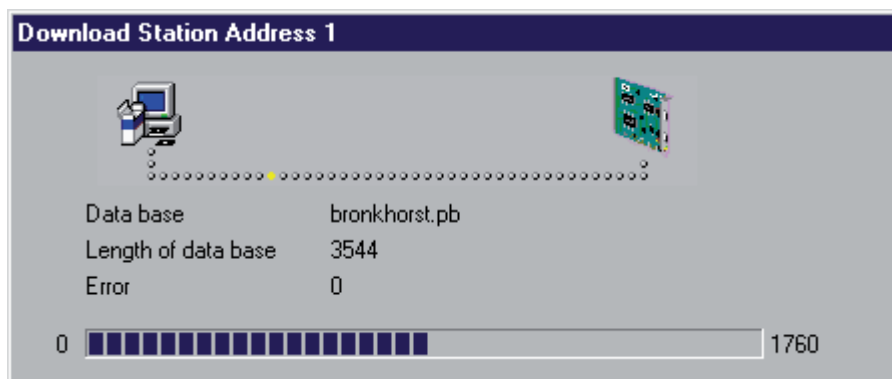 Download Station Address 1
Data base bronkhorst.pb
Length of data base 3544
Error 0
0 1760